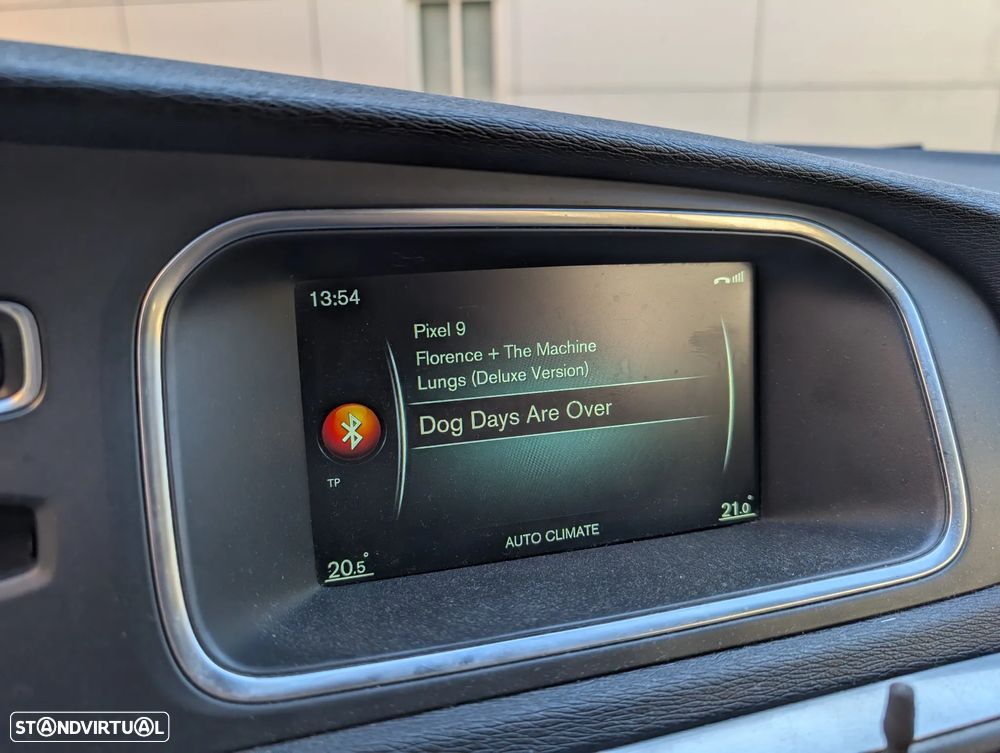 13:54
Pixel 9
Florence + The Machine
Lungs (Deluxe Version)
Dog Days Are Over
TP
AUTO CLIMATE
20.5°
21.0°
STANDVIRTUAL